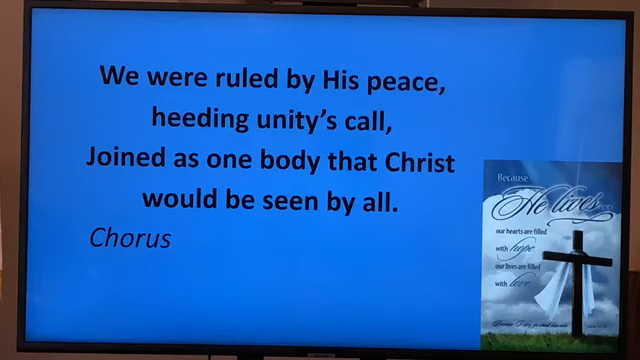 We were ruled by His peace,
heeding unity's call,
Joined as one body that Christ
would be seen by all.
Chorus
Because
He lives...
our hearts are filled
with hope
our lives are filled
with love